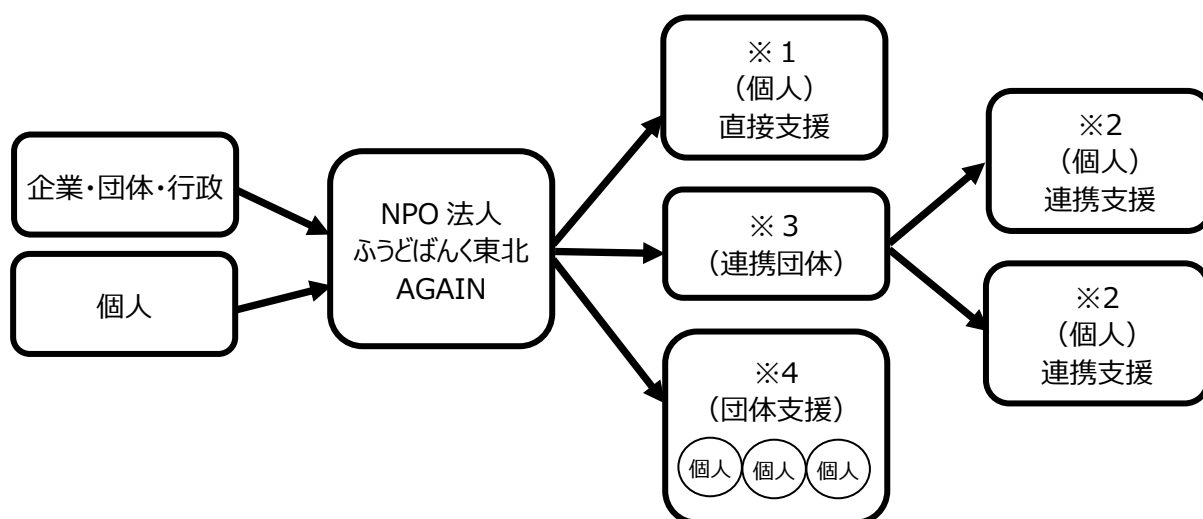 企業・団体・行政
個人
NPO 法人
ふうどばんく東北
AGAIN
※１
（個人）
直接支援
※３
（連携団体）
※4
（団体支援）
個人 個人 個人
※2
（個人）
連携支援
※2
（個人）
連携支援